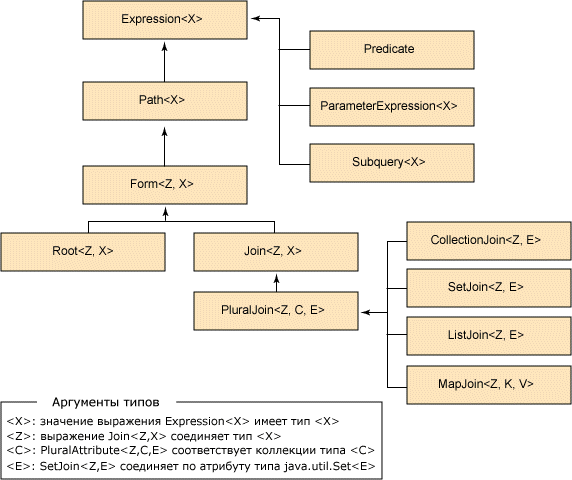 Expression<X>
Predicate
Path<X>
ParameterExpression<X>
Subquery<X>
Form<Z, X>
Root<Z, X>
Join<Z, X>
CollectionJoin<Z, E>
SetJoin<Z, E>
PluralJoin<Z, C, E>
ListJoin<Z, E>
MapJoin<Z, K, V>
Аргументы типов
<X>: значение выражения Expression<X> имеет тип <X>
<Z>: выражение Join<Z,X> соединяет тип <X>
<C>: PluralAttribute<Z,C,E> соответствует коллекции типа <C>
<E>: SetJoin<Z,E> соединяет по атрибуту типа java.util.Set<E>